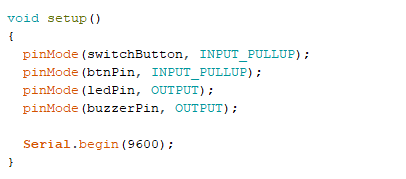 void setup()
{
  pinMode(switchButton, INPUT_PULLUP);
  pinMode(btnPin, INPUT_PULLUP);
  pinMode(ledPin, OUTPUT);
  pinMode(buzzerPin, OUTPUT);

  Serial.begin(9600);
}